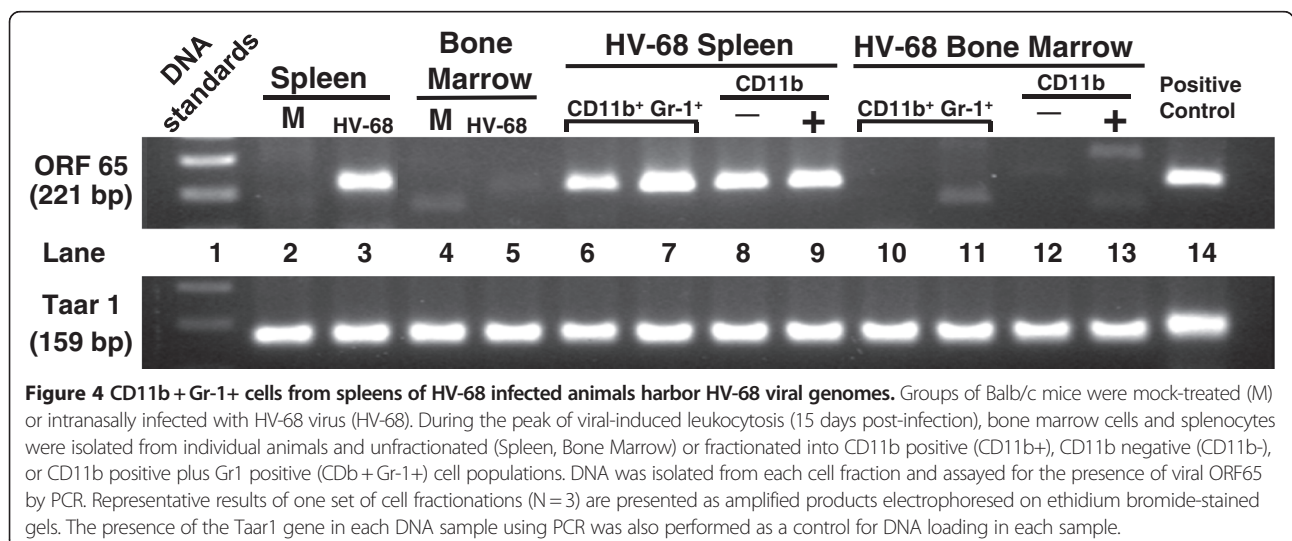 DNA
standards
Spleen
Bone
Marrow
HV-68 Spleen
HV-68 Bone Marrow
M
HV-68
M
HV-68
CD11b⁺ Gr-1⁺
CD11b
—
+
CD11b⁺ Gr-1⁺
CD11b
—
+
Positive
Control
ORF 65
(221 bp)
Lane 1 2 3 4 5 6 7 8 9 10 11 12 13 14
Taar 1
(159 bp)
Figure 4 CD11b + Gr-1+ cells from spleens of HV-68 infected animals harbor HV-68 viral genomes. Groups of Balb/c mice were mock-treated (M)
or intranasally infected with HV-68 virus (HV-68). During the peak of viral-induced leukocytosis (15 days post-infection), bone marrow cells and splenocytes
were isolated from individual animals and unfractionated (Spleen, Bone Marrow) or fractionated into CD11b positive (CD11b+), CD11b negative (CD11b-),
or CD11b positive plus Gr1 positive (CDb + Gr-1+) cell populations. DNA was isolated from each cell fraction and assayed for the presence of viral ORF65
by PCR. Representative results of one set of cell fractionations (N = 3) are presented as amplified products electrophoresed on ethidium bromide-stained
gels. The presence of the Taar1 gene in each DNA sample using PCR was also performed as a control for DNA loading in each sample.